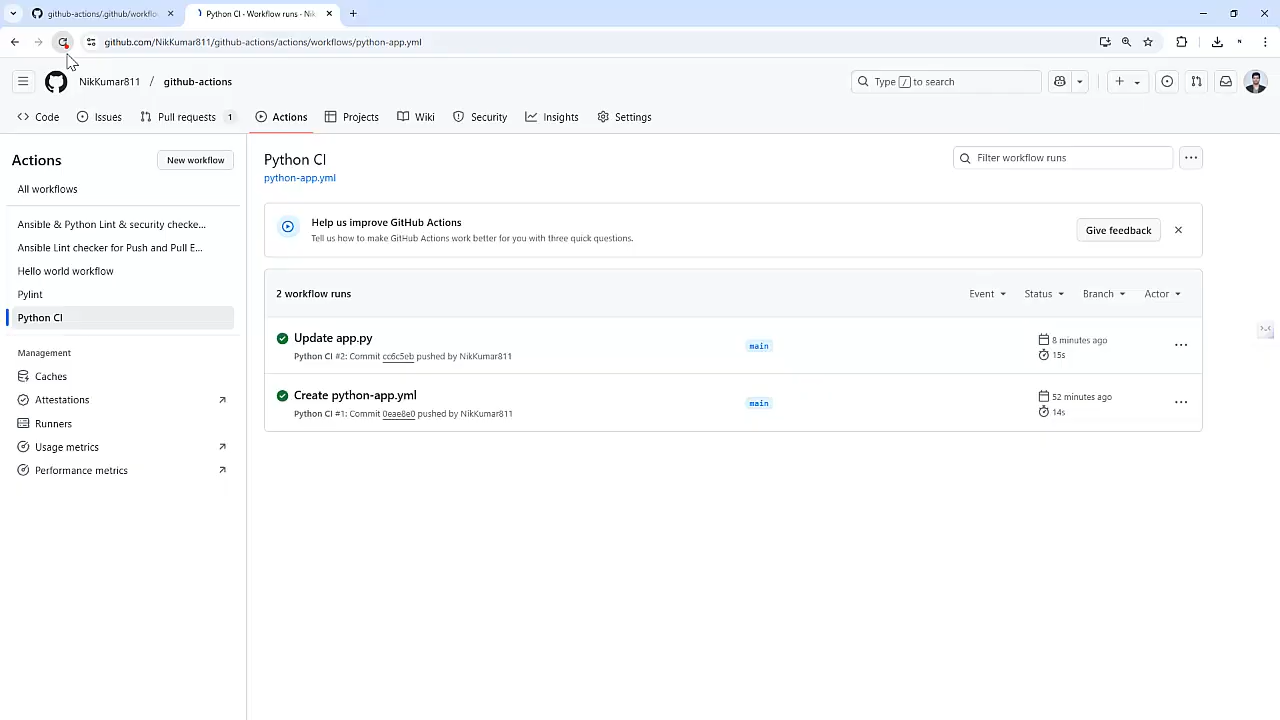 github-actions/.github/workflo
Python CI · Workflow runs · Nik
github.com/NikKumar811/github-actions/actions/workflows/python-app.yml
NikKumar811 / github-actions
Type / to search
Code
Issues
Pull requests 1
Actions
Projects
Wiki
Security
Insights
Settings
Actions
New workflow
All workflows
Ansible & Python Lint & security checke...
Ansible Lint checker for Push and Pull E...
Hello world workflow
Pylint
Python CI
Management
Caches
Attestations
Runners
Usage metrics
Performance metrics
Python CI
python-app.yml
Filter workflow runs
Help us improve GitHub Actions
Tell us how to make GitHub Actions work better for you with three quick questions.
Give feedback
2 workflow runs
Event
Status
Branch
Actor
Update app.py
Python CI #2: Commit cc6c5eb pushed by NikKumar811
main
8 minutes ago
15s
Create python-app.yml
Python CI #1: Commit 0eae8e0 pushed by NikKumar811
main
52 minutes ago
14s